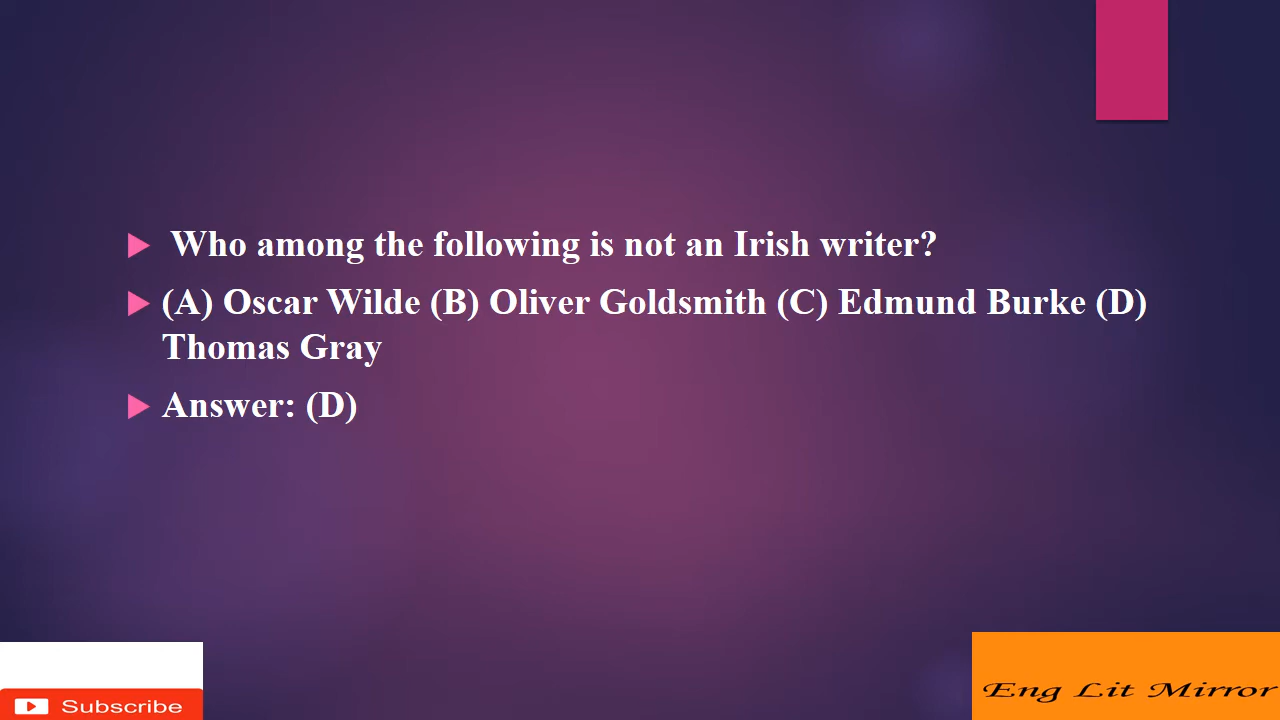 Who among the following is not an Irish writer?
(A) Oscar Wilde (B) Oliver Goldsmith (C) Edmund Burke (D)
Thomas Gray
Answer: (D)
Subscribe
Eng Lit Mirror